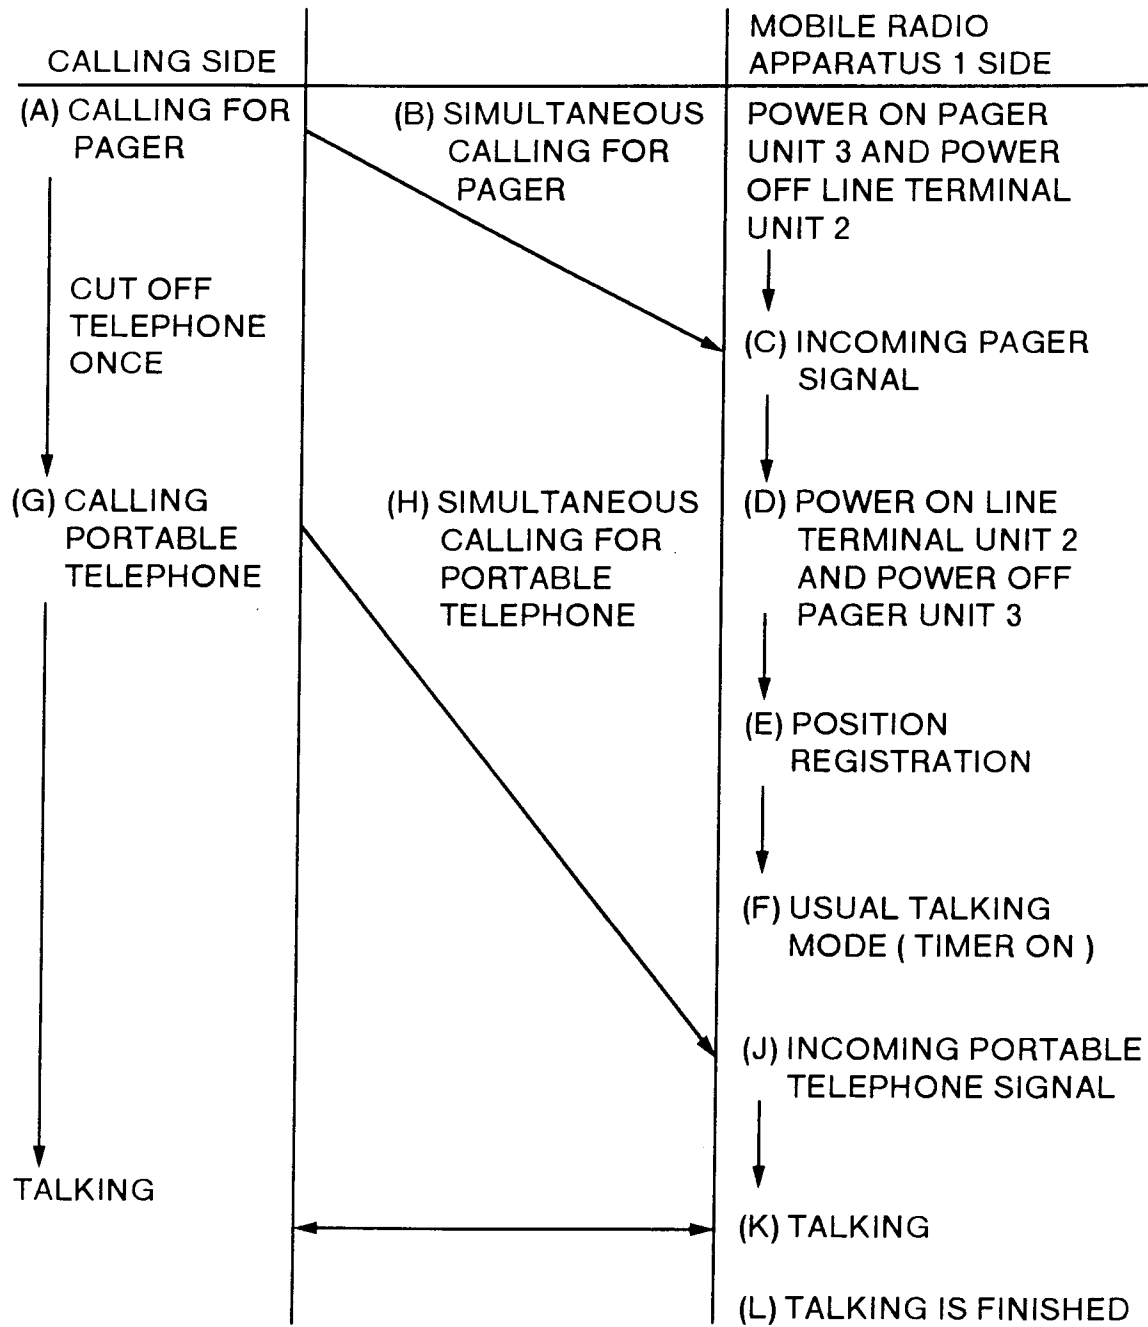 CALLING SIDE
MOBILE RADIO
APPARATUS 1 SIDE
(A) CALLING FOR
PAGER
CUT OFF
TELEPHONE
ONCE
(G) CALLING
PORTABLE
TELEPHONE
TALKING
(B) SIMULTANEOUS
CALLING FOR
PAGER
(H) SIMULTANEOUS
CALLING FOR
PORTABLE
TELEPHONE
POWER ON PAGER
UNIT 3 AND POWER
OFF LINE TERMINAL
UNIT 2
(C) INCOMING PAGER
SIGNAL
(D) POWER ON LINE
TERMINAL UNIT 2
AND POWER OFF
PAGER UNIT 3
(E) POSITION
REGISTRATION
(F) USUAL TALKING
MODE ( TIMER ON )
(J) INCOMING PORTABLE
TELEPHONE SIGNAL
(K) TALKING
(L) TALKING IS FINISHED